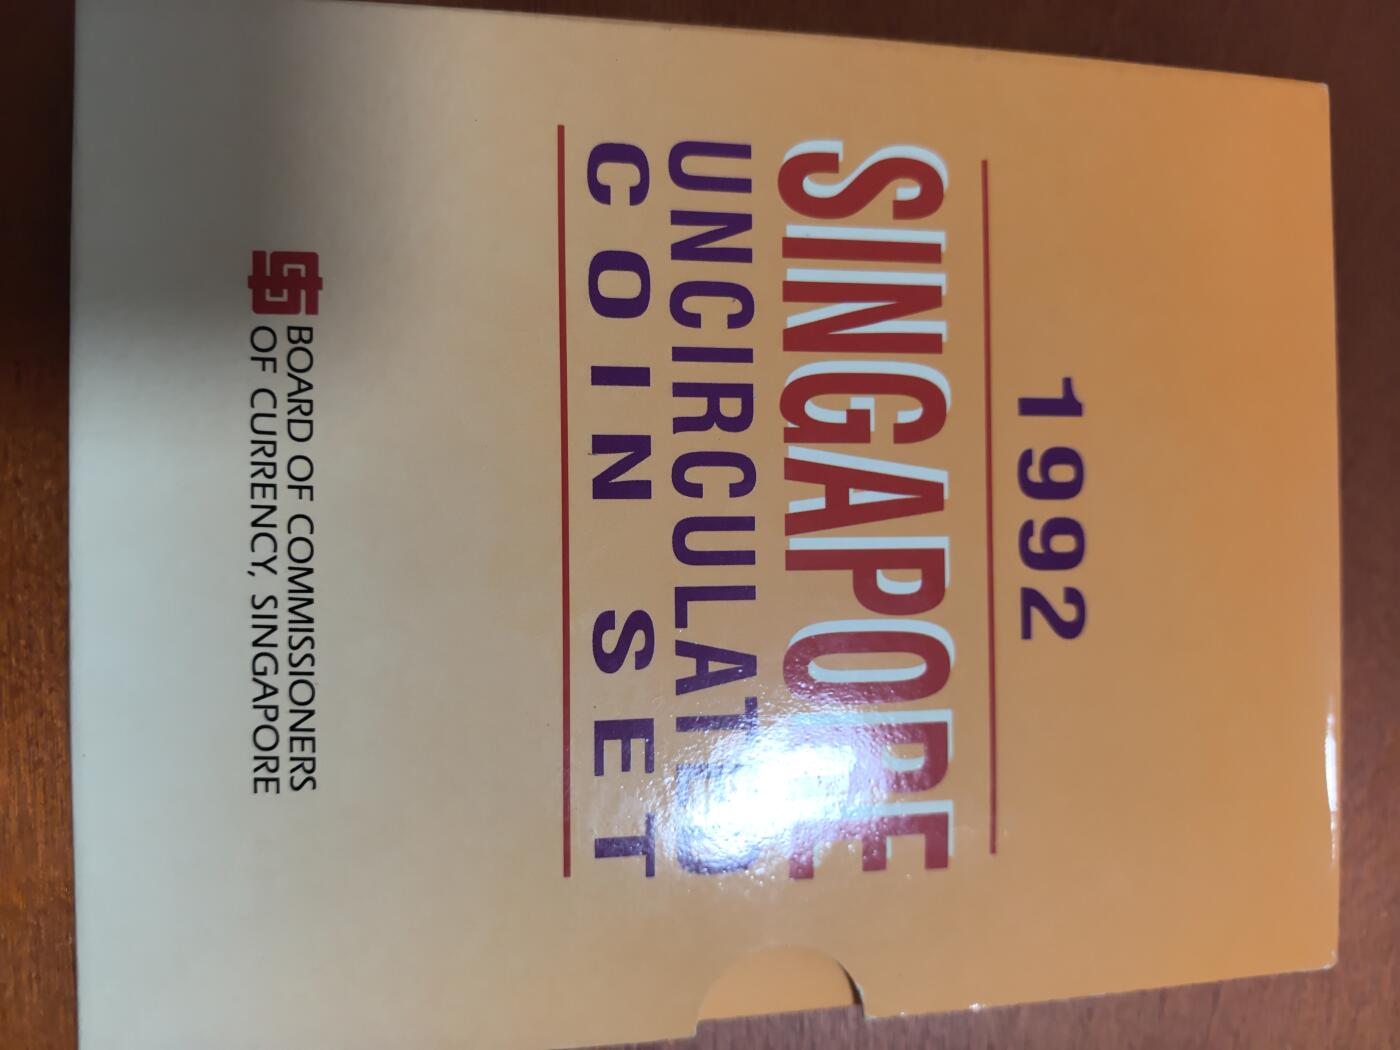 1992
SINGAPORE
UNCIRCULATED
COIN SET
BOARD OF COMMISSIONERS
OF CURRENCY, SINGAPORE